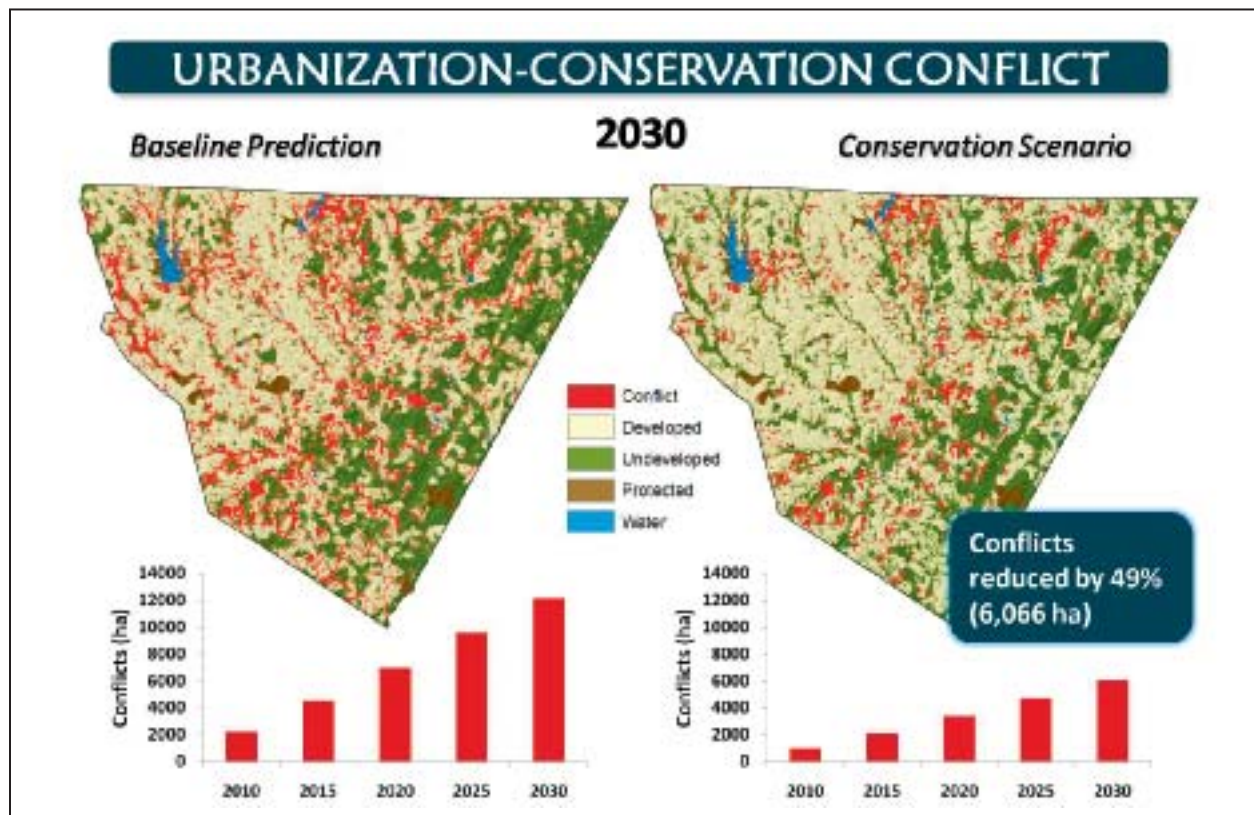 URBANIZATION-CONSERVATION CONFLICT
2030
Baseline Prediction
Conservation Scenario
Conflict
Developed
Undeveloped
Protected
Water
Conflicts
reduced by 49%
(6,066 ha)
Conflicts (ha)
14000
12000
10000
8000
6000
4000
2000
0
2010 2015 2020 2025 2030
Conflicts (ha)
14000
12000
10000
8000
6000
4000
2000
0
2010 2015 2020 2025 2030